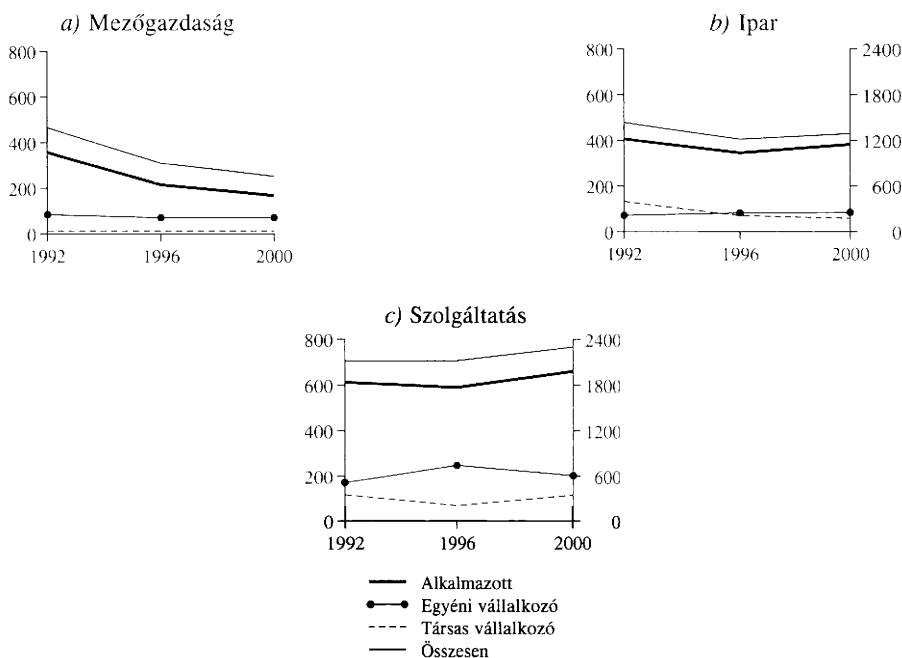 a) Mezőgazdaság
800
600
400
200
0
1992 1996 2000
b) Ipar
800 2400
600 1800
400 1200
200 600
0 0
1992 1996 2000
c) Szolgáltatás
800 2400
600 1800
400 1200
200 600
0 0
1992 1996 2000
Alkalmazott
Egyéni vállalkozó
Társas vállalkozó
Összesen